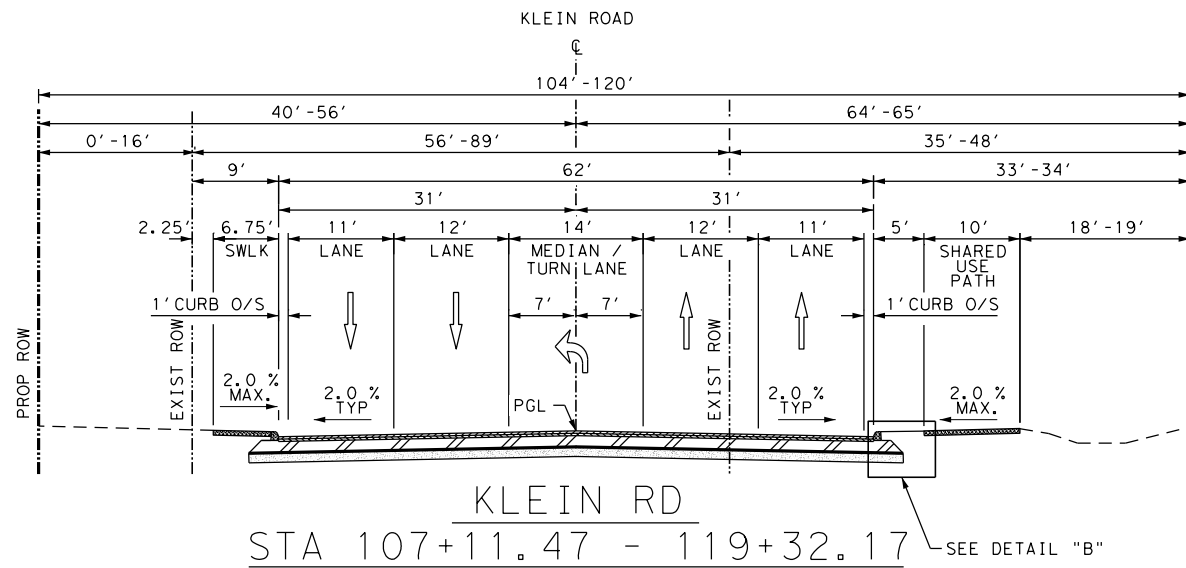 KLEIN ROAD
℄
104'-120'
40'-56' 64'-65'
0'-16' 56'-89' 35'-48'
9' 62' 33'-34'
31' 31'
2.25' 6.75' 11' 12' 14' 12' 11' 5' 10' 18'-19'
SWLK LANE LANE MEDIAN / LANE LANE SHARED
TURN LANE USE
PATH
1'CURB O/S 7' 7' 1'CURB O/S
PROP ROW
EXIST ROW
EXIST ROW
2.0 % 2.0 % 2.0 % 2.0 %
MAX. TYP PGL TYP MAX.
KLEIN RD
STA 107+11.47 - 119+32.17
SEE DETAIL "B"